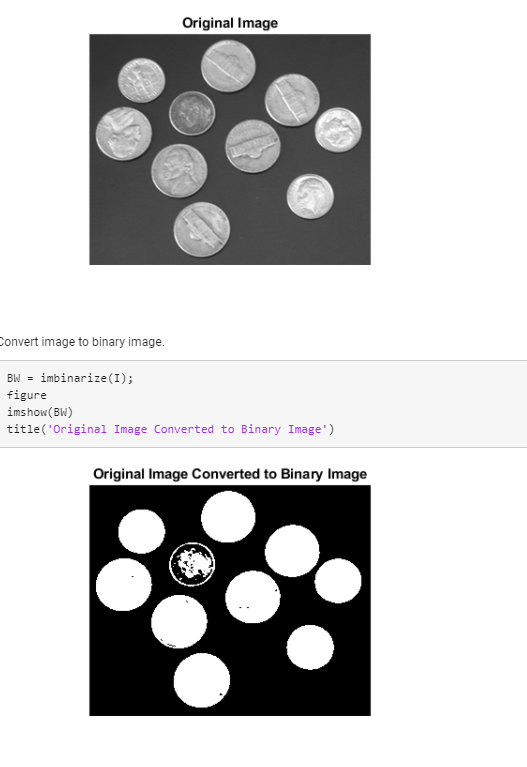 Original Image
Convert image to binary image.
BW = imbinarize(I);
figure
imshow(BW)
title('Original Image Converted to Binary Image')
Original Image Converted to Binary Image